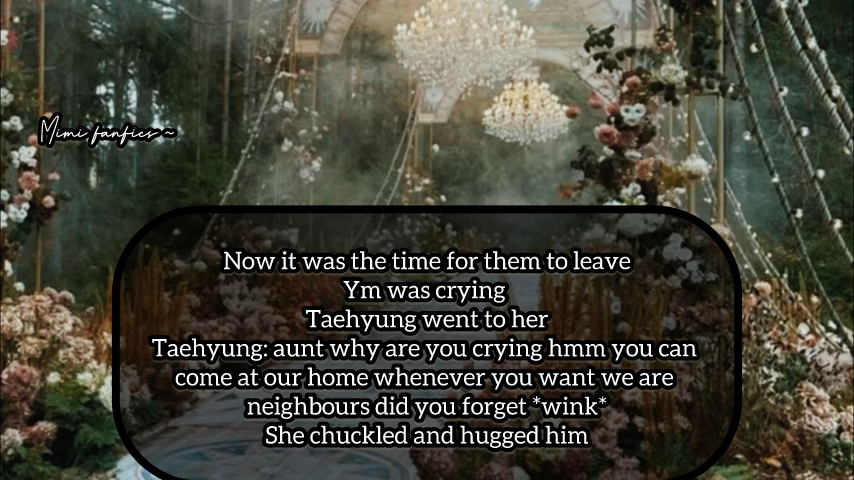 Mimi fanfics ~
Now it was the time for them to leave
Ym was crying
Taehyung went to her
Taehyung: aunt why are you crying hmm you can
come at our home whenever you want we are
neighbours did you forget *wink*
She chuckled and hugged him